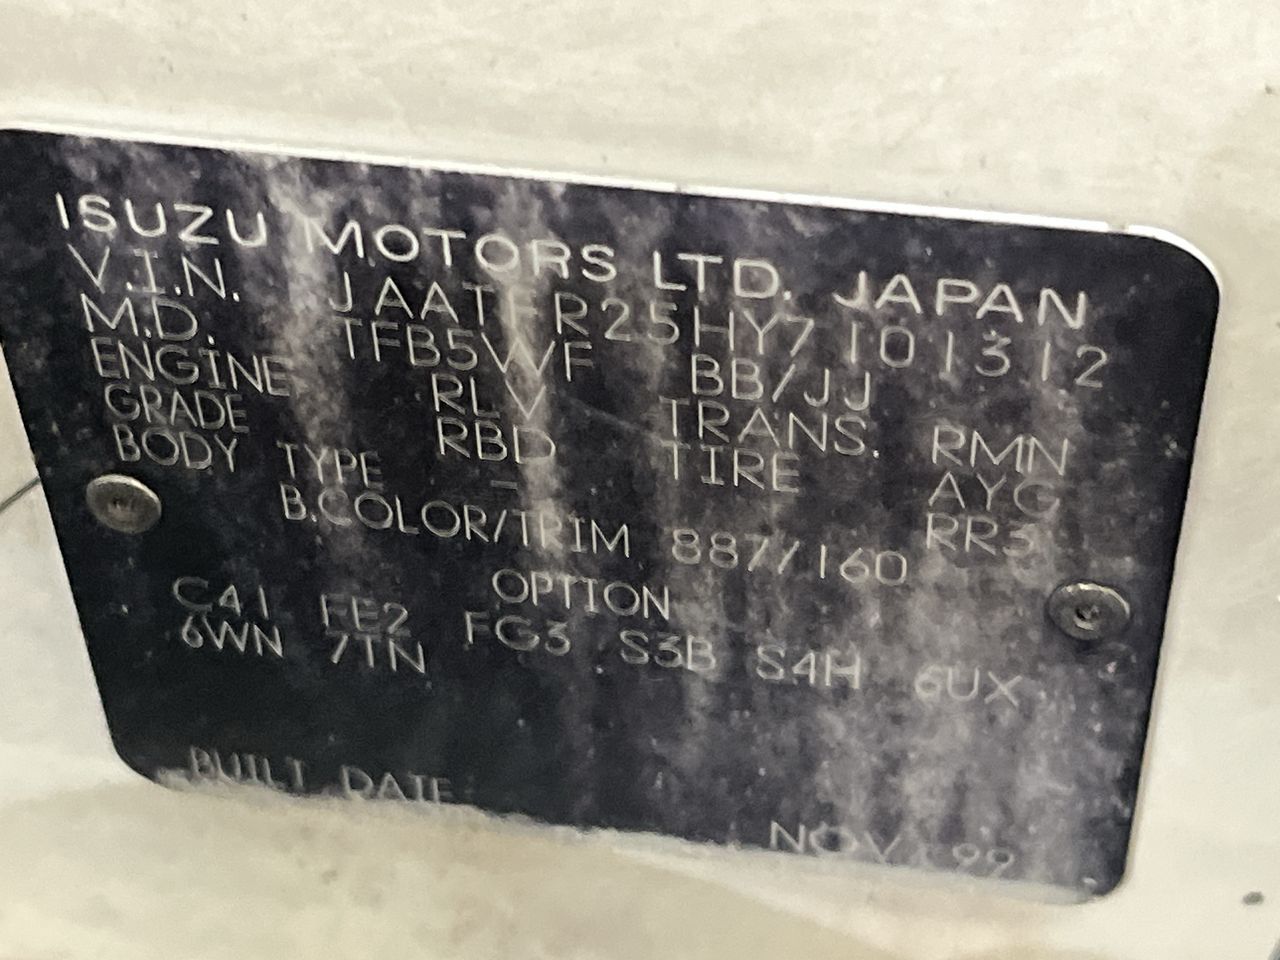 ISUZU MOTORS LTD. JAPAN
V.I.N. JAATFR25HY7101312
M.D. TFB5WF BB/JJ
ENGINE RLV TRANS. RMN
GRADE RBD TIRE AYG
BODY TYPE - RR3
B.COLOR/TRIM 887//160
OPTION
C41 FE2 FG3 S3B S4H 6UX
6WN 7TN
BUILT DATE NOV.'99